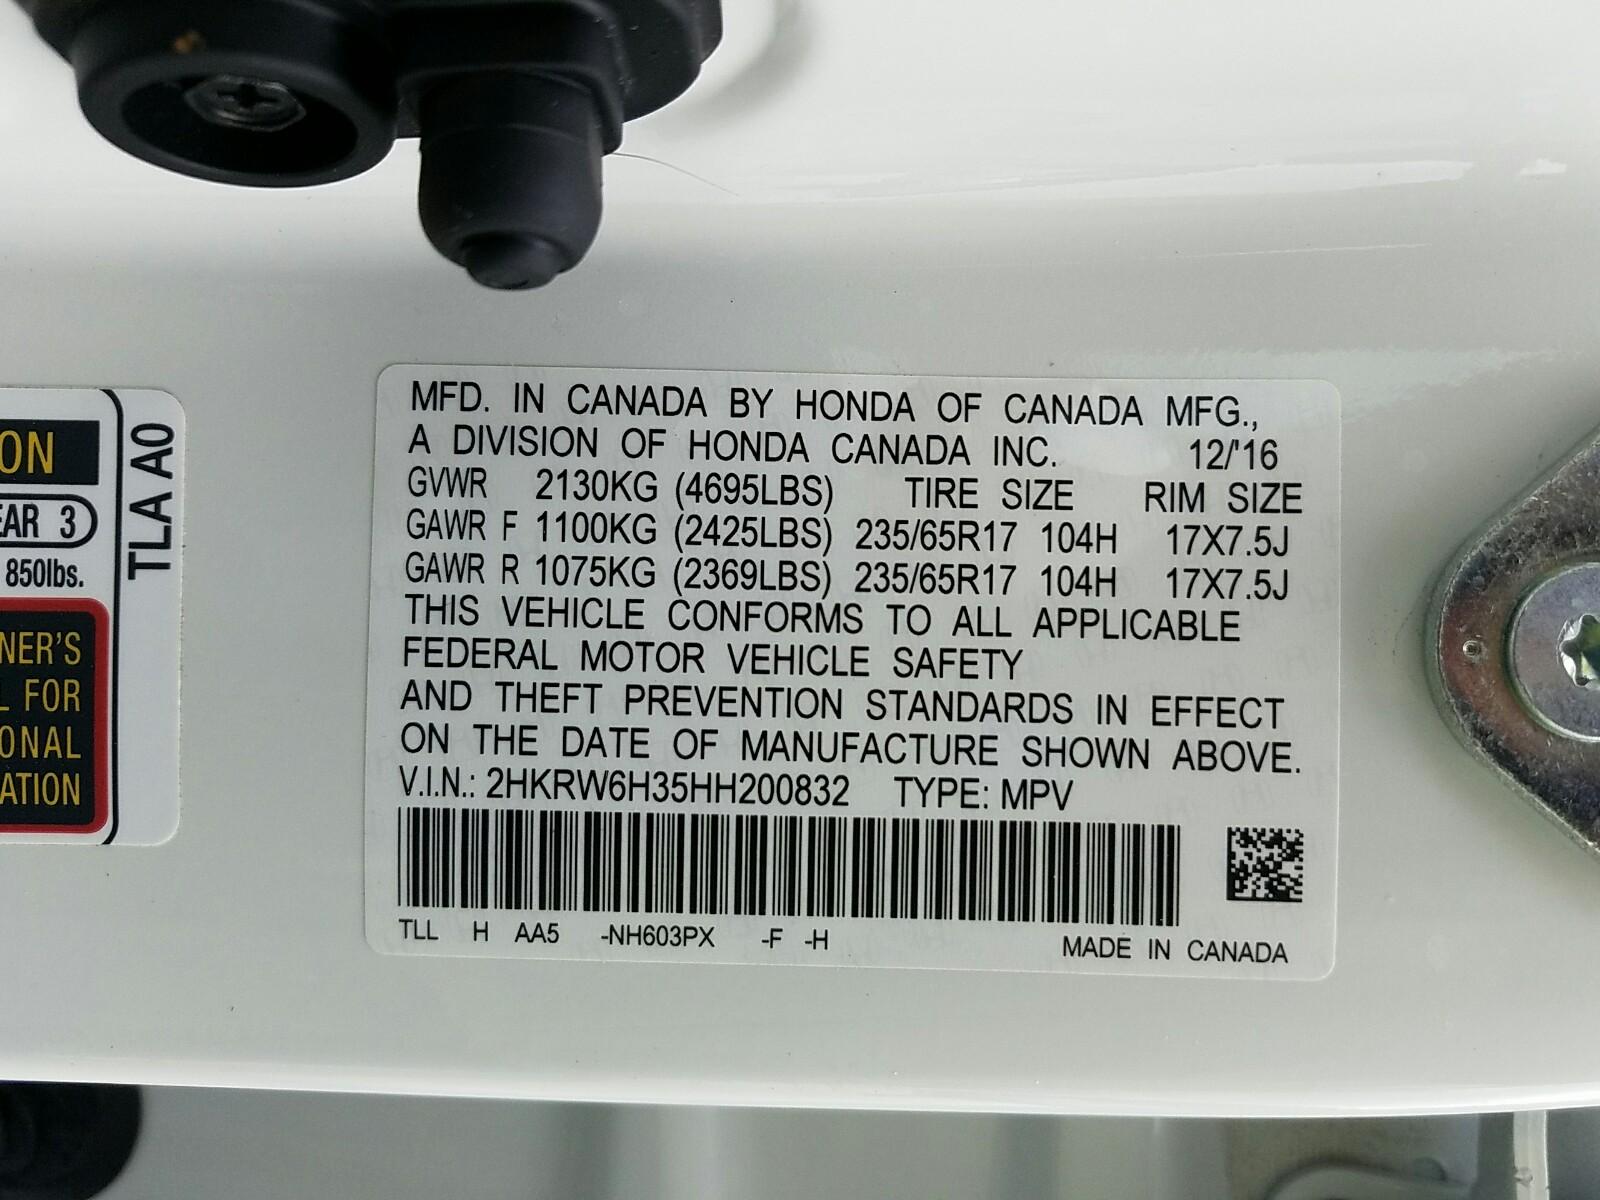 ON
EAR 3
850lbs.
NER'S
L FOR
ONAL
ATION
TLA A0
MFD. IN CANADA BY HONDA OF CANADA MFG.,
A DIVISION OF HONDA CANADA INC. 12/'16
GVWR 2130KG (4695LBS) TIRE SIZE RIM SIZE
GAWR F 1100KG (2425LBS) 235/65R17 104H 17X7.5J
GAWR R 1075KG (2369LBS) 235/65R17 104H 17X7.5J
THIS VEHICLE CONFORMS TO ALL APPLICABLE
FEDERAL MOTOR VEHICLE SAFETY
AND THEFT PREVENTION STANDARDS IN EFFECT
ON THE DATE OF MANUFACTURE SHOWN ABOVE.
V.I.N.: 2HKRW6H35HH200832 TYPE: MPV
TLL H AA5 -NH603PX -F -H MADE IN CANADA